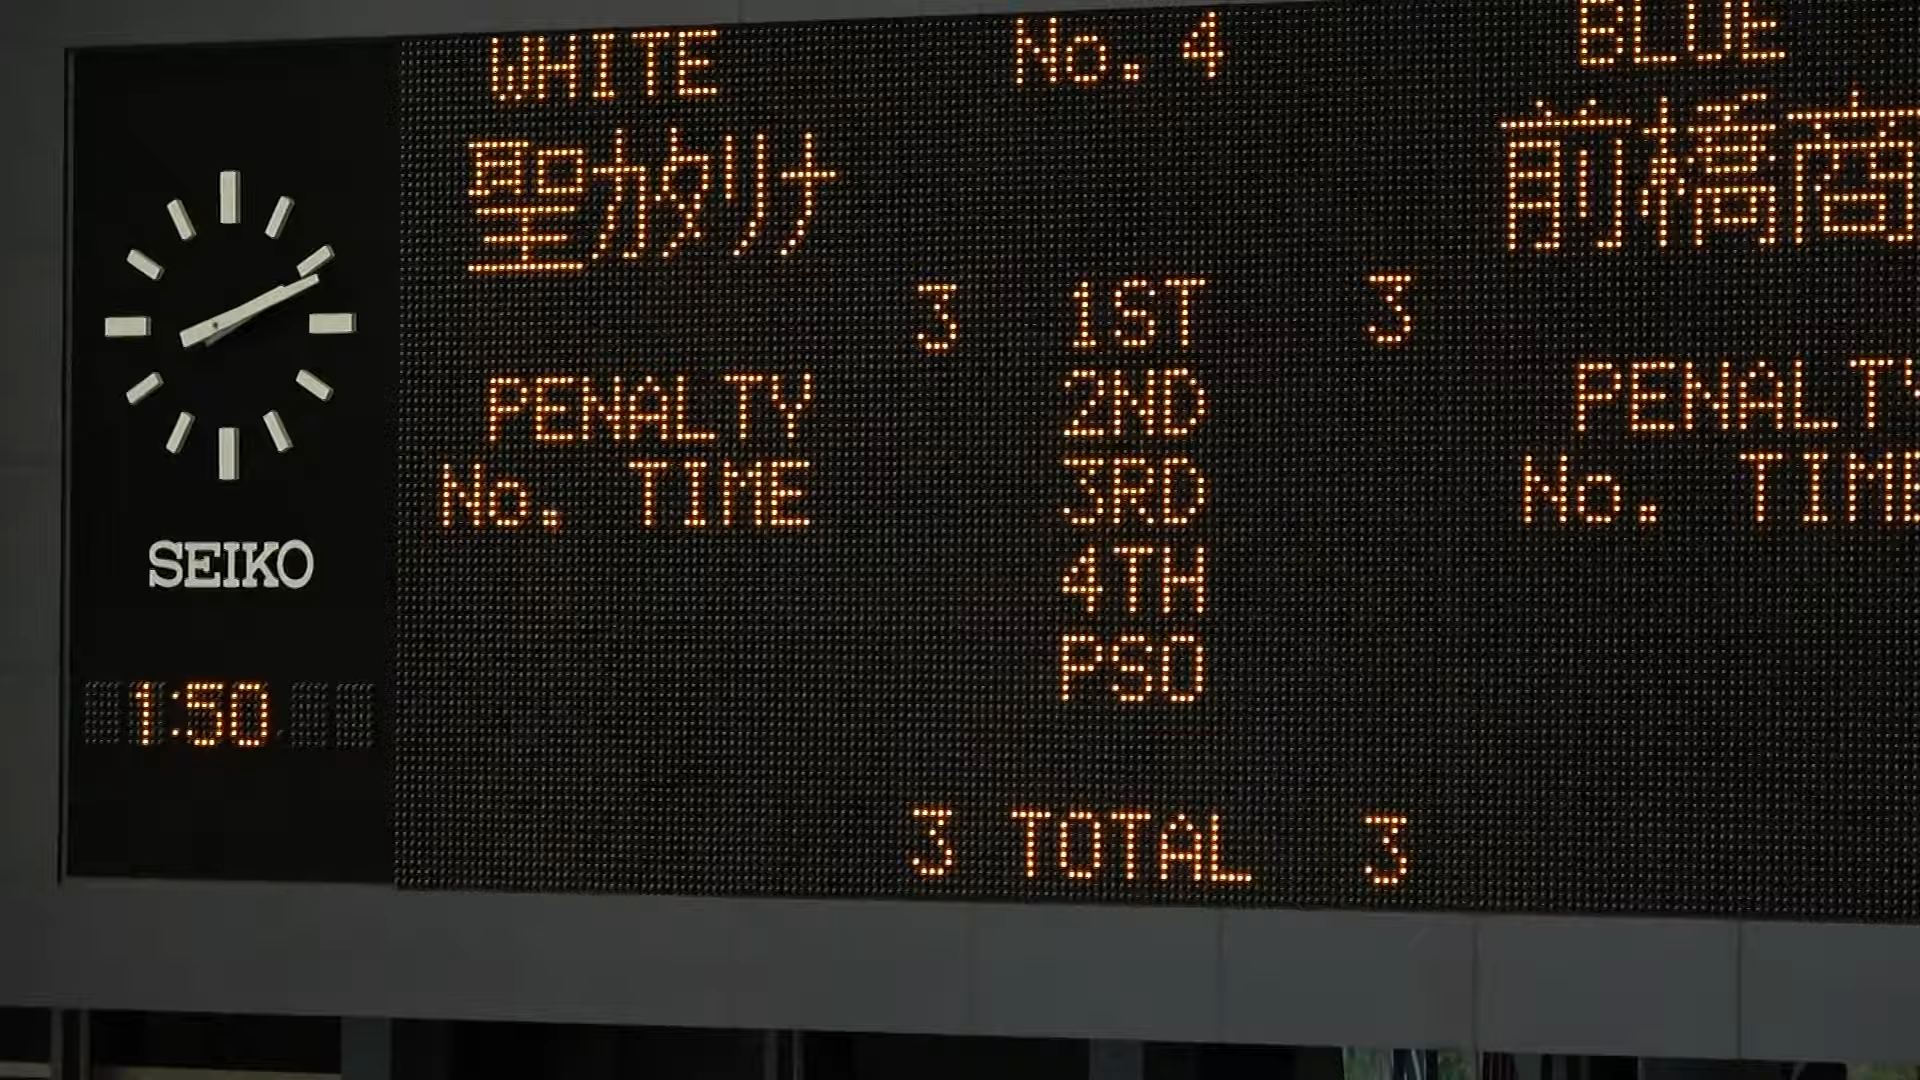 WHITE No.4 BLUE
聖カタリナ 前橋商
3 1ST 3
PENALTY 2ND PENALTY
No. TIME 3RD No. TIME
4TH
SEIKO
PSO
1:50
3 TOTAL 3